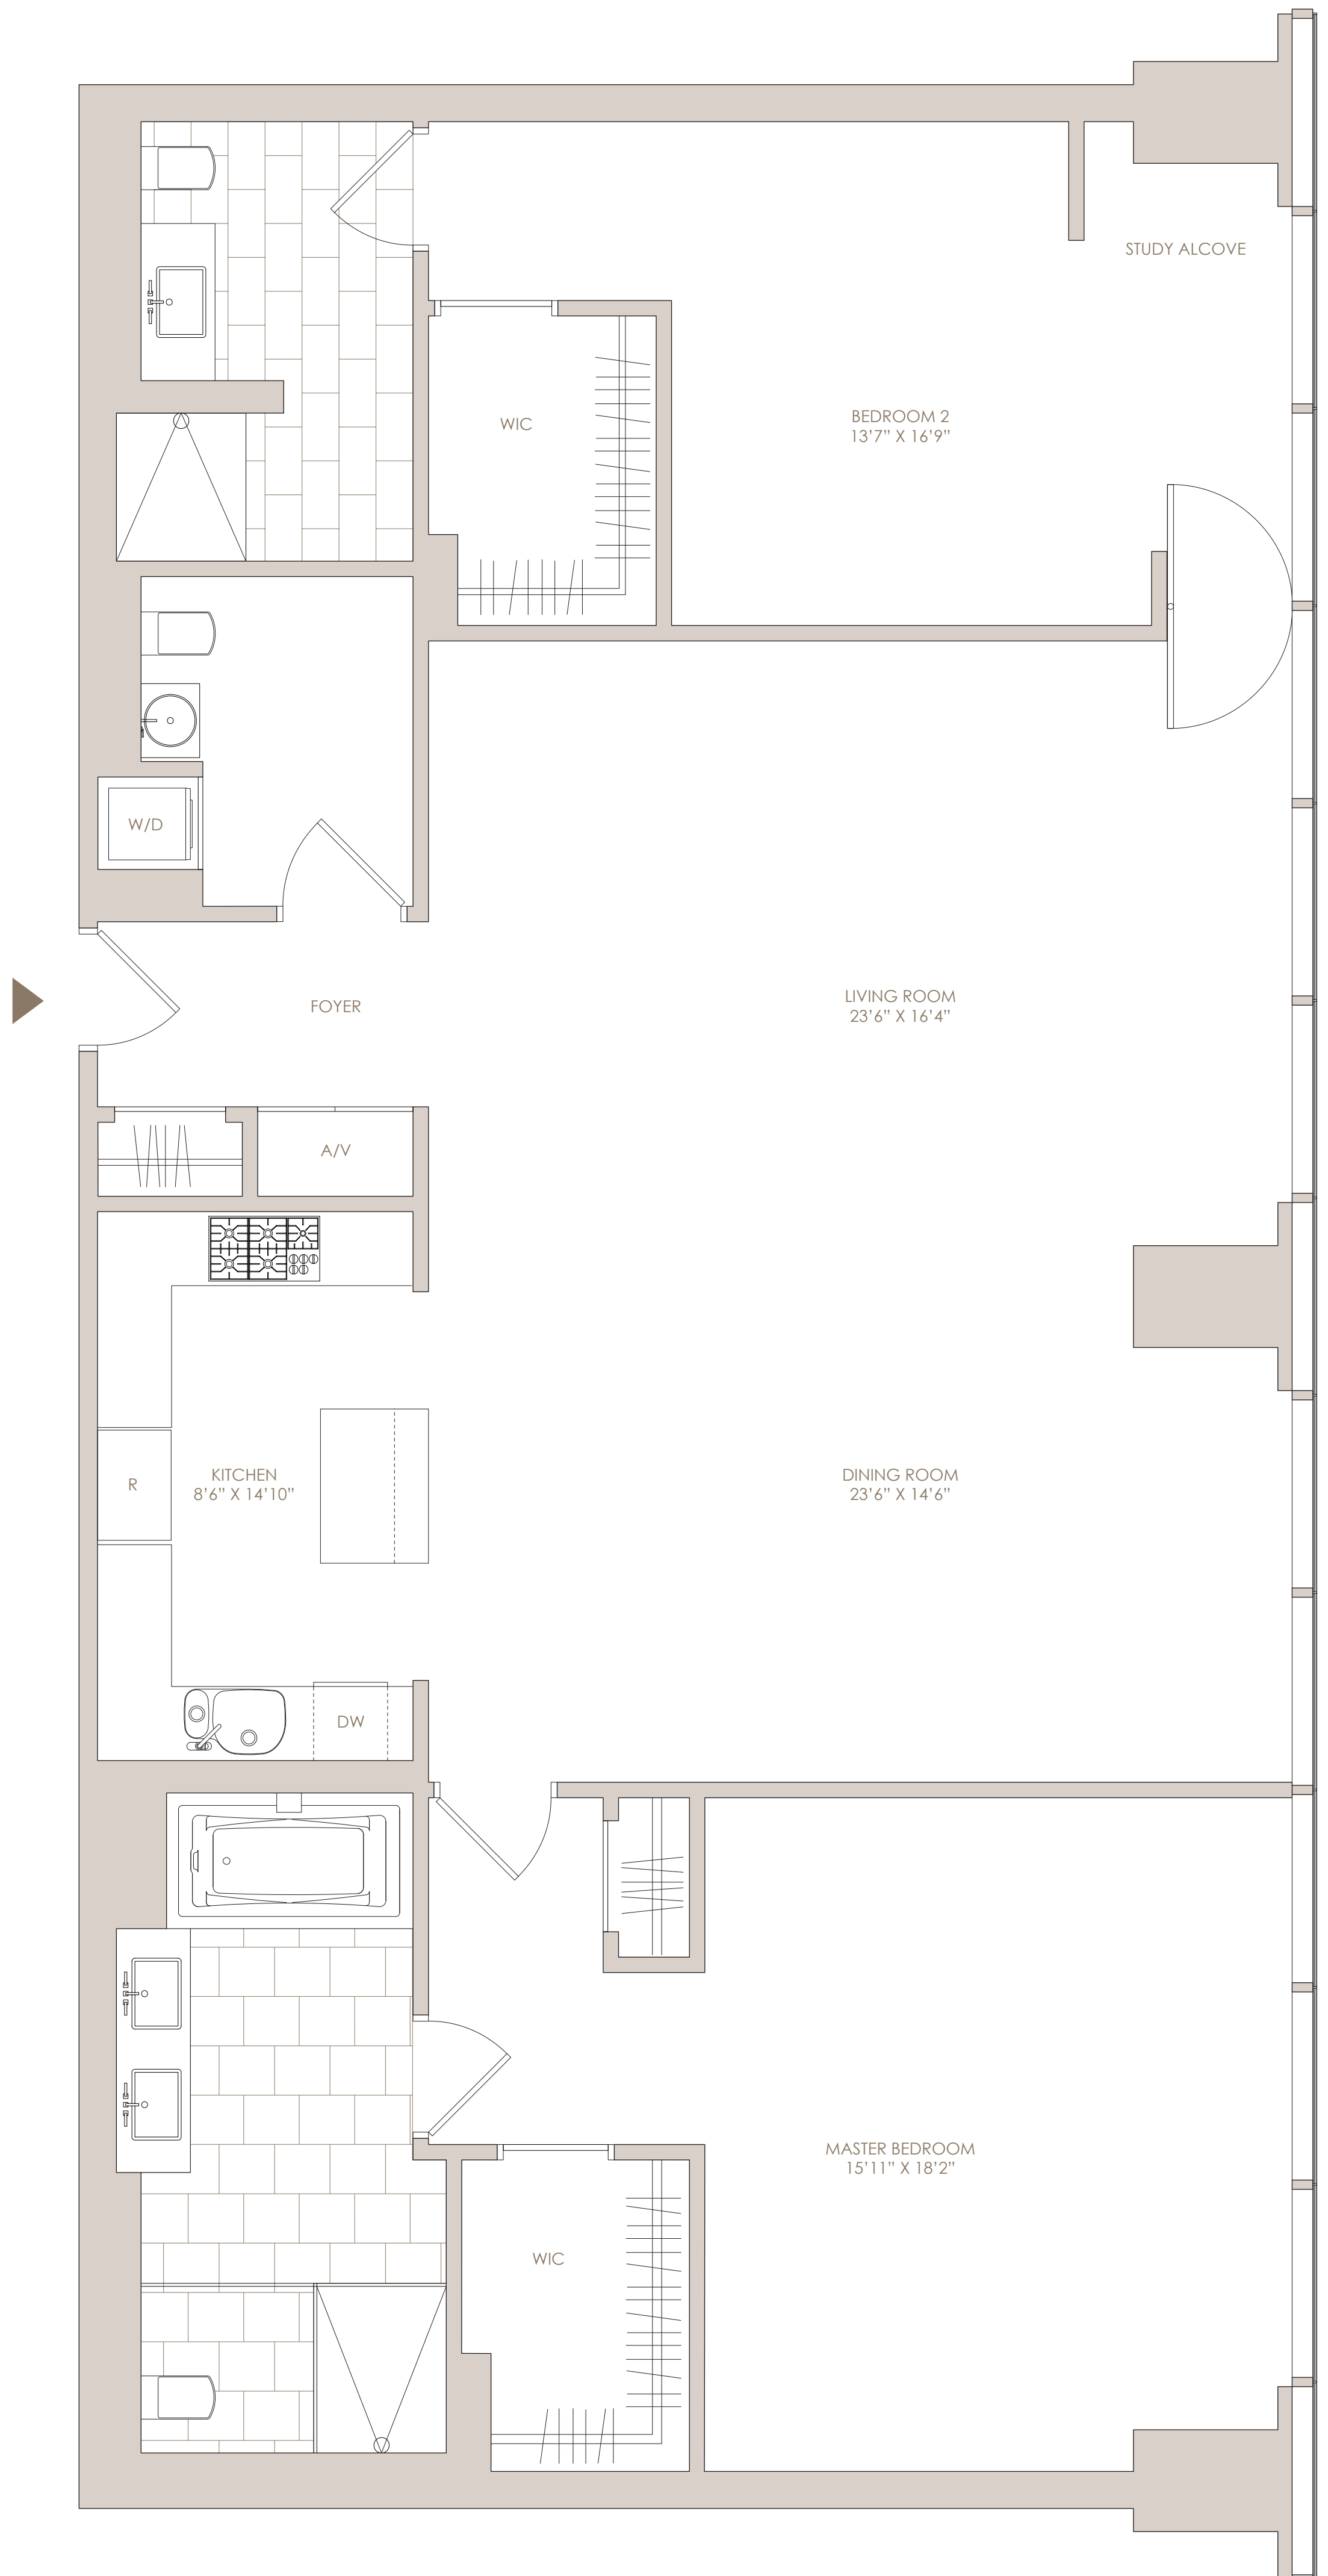 STUDY ALCOVE
BEDROOM 2
13’7” X 16’9”
WIC
W/D
FOYER
LIVING ROOM
23’6” X 16’4”
A/V
R
KITCHEN
8’6” X 14’10”
DINING ROOM
23’6” X 14’6”
DW
MASTER BEDROOM
15’11” X 18’2”
WIC